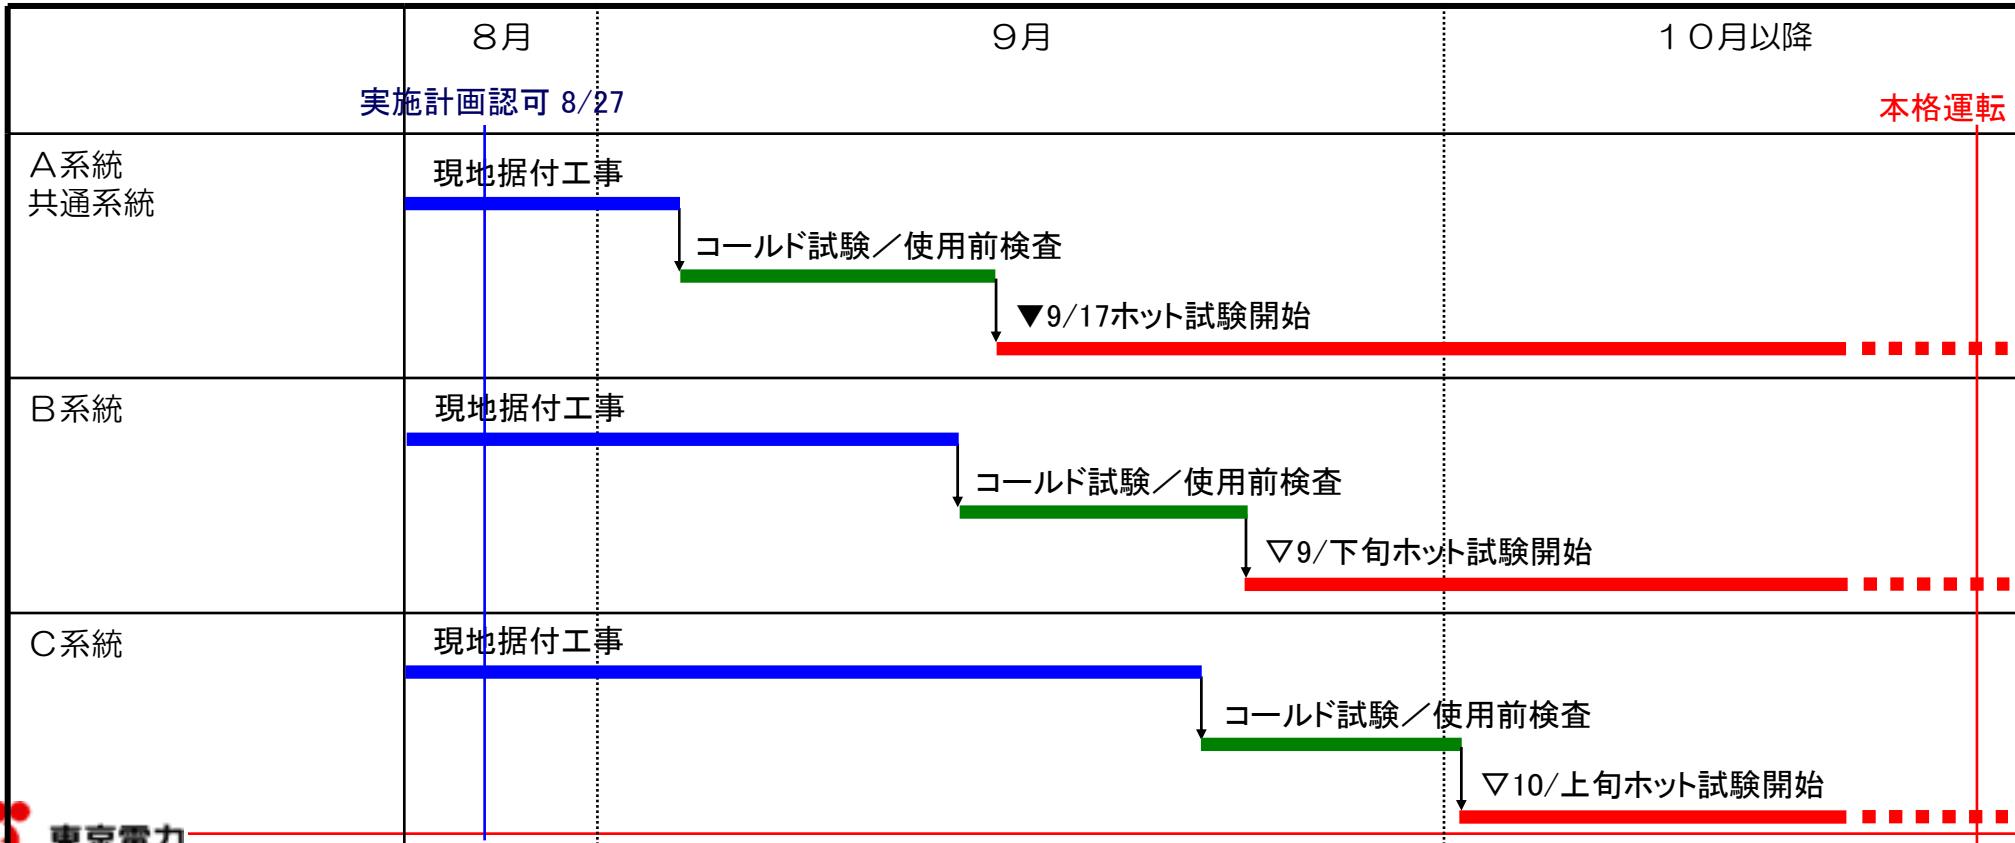 ８月
９月
１０月以降
実施計画認可 8/27
本格運転
Ａ系統
共通系統
現地据付工事
コールド試験／使用前検査
▼9/17ホット試験開始
Ｂ系統
現地据付工事
コールド試験／使用前検査
▽9/下旬ホット試験開始
Ｃ系統
現地据付工事
コールド試験／使用前検査
▽10/上旬ホット試験開始
東京電力